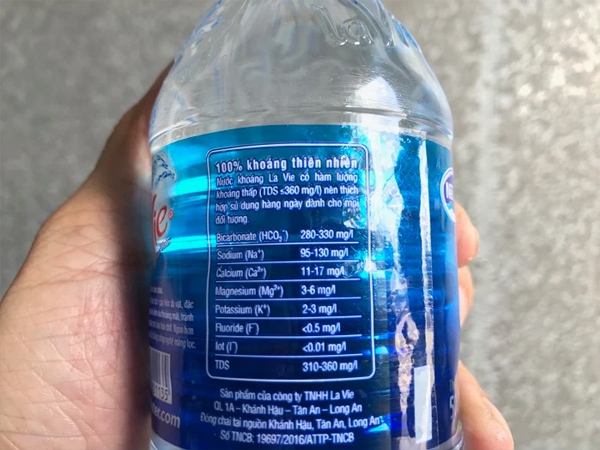 100% khoáng thiên nhiên
Nước khoáng La Vie có hàm lượng
khoáng thấp (TDS ≤360 mg/l) nên thích
hợp sử dụng hàng ngày dành cho mọi
đối tượng.
Bicarbonate (HCO₃⁻) 280-330 mg/l
Sodium (Na⁺) 95-130 mg/l
Calcium (Ca²⁺) 11-17 mg/l
Magnesium (Mg²⁺) 3-6 mg/l
Potassium (K⁺) 2-3 mg/l
Fluoride (F⁻) <0.5 mg/l
Iot (I⁻) <0.01 mg/l
TDS 310-360 mg/l
Sản phẩm của công ty TNHH La Vie
QL 1A – Khánh Hậu – Tân An – Long An
Đóng chai tại nguồn Khánh Hậu, Tân An, Long An
Số TNCB: 19697/2016/ATTP-TNCB